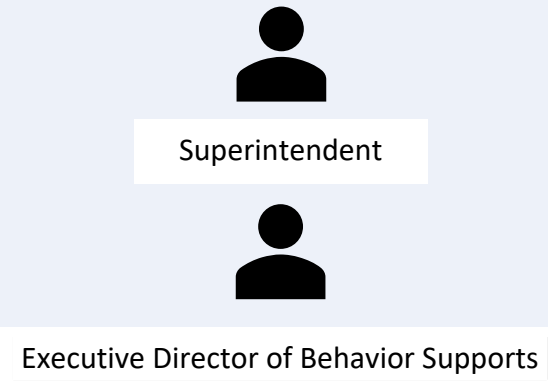 Superintendent
Executive Director of Behavior Supports